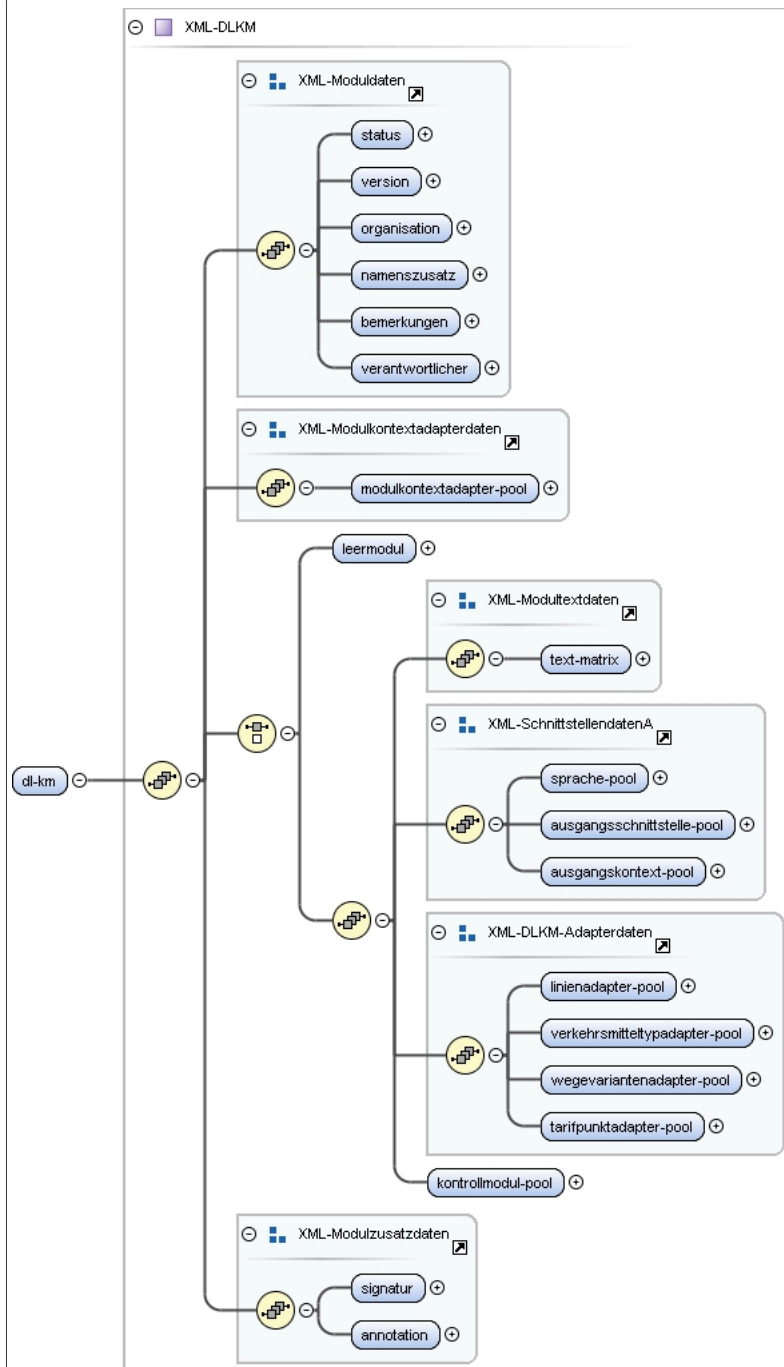 XML-DLKM
XML-Moduldaten
status
version
organisation
namenszusatz
bemerkungen
verantwortlicher
XML-Modulkontextadapterdaten
modulkontextadapter-pool
leermodul
XML-Modultextdaten
text-matrix
XML-SchnittstellendatenA
dl-km
sprache-pool
ausgangsschnittstelle-pool
ausgangskontext-pool
XML-DLKM-Adapterdaten
linienadapter-pool
verkehrsmitteltypadapter-pool
wegevariantenadapter-pool
tarifpunktadapter-pool
kontrollmodul-pool
XML-Modulzusatzdaten
signatur
annotation